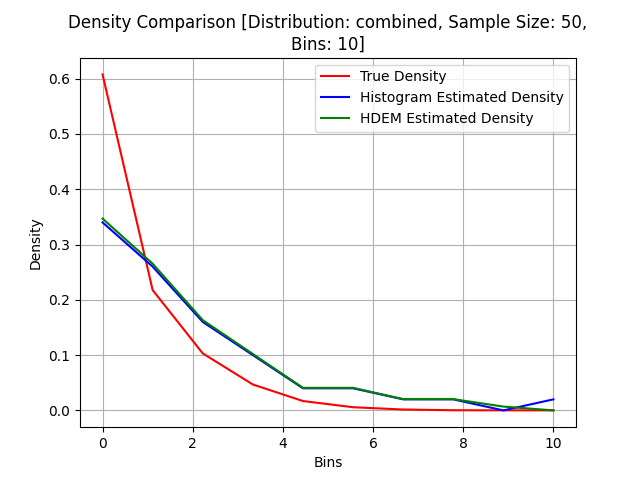 Density Comparison [Distribution: combined, Sample Size: 50,
Bins: 10]
True Density
Histogram Estimated Density
HDEM Estimated Density
Density
0.6
0.5
0.4
0.3
0.2
0.1
0.0
0 2 4 6 8 10
Bins